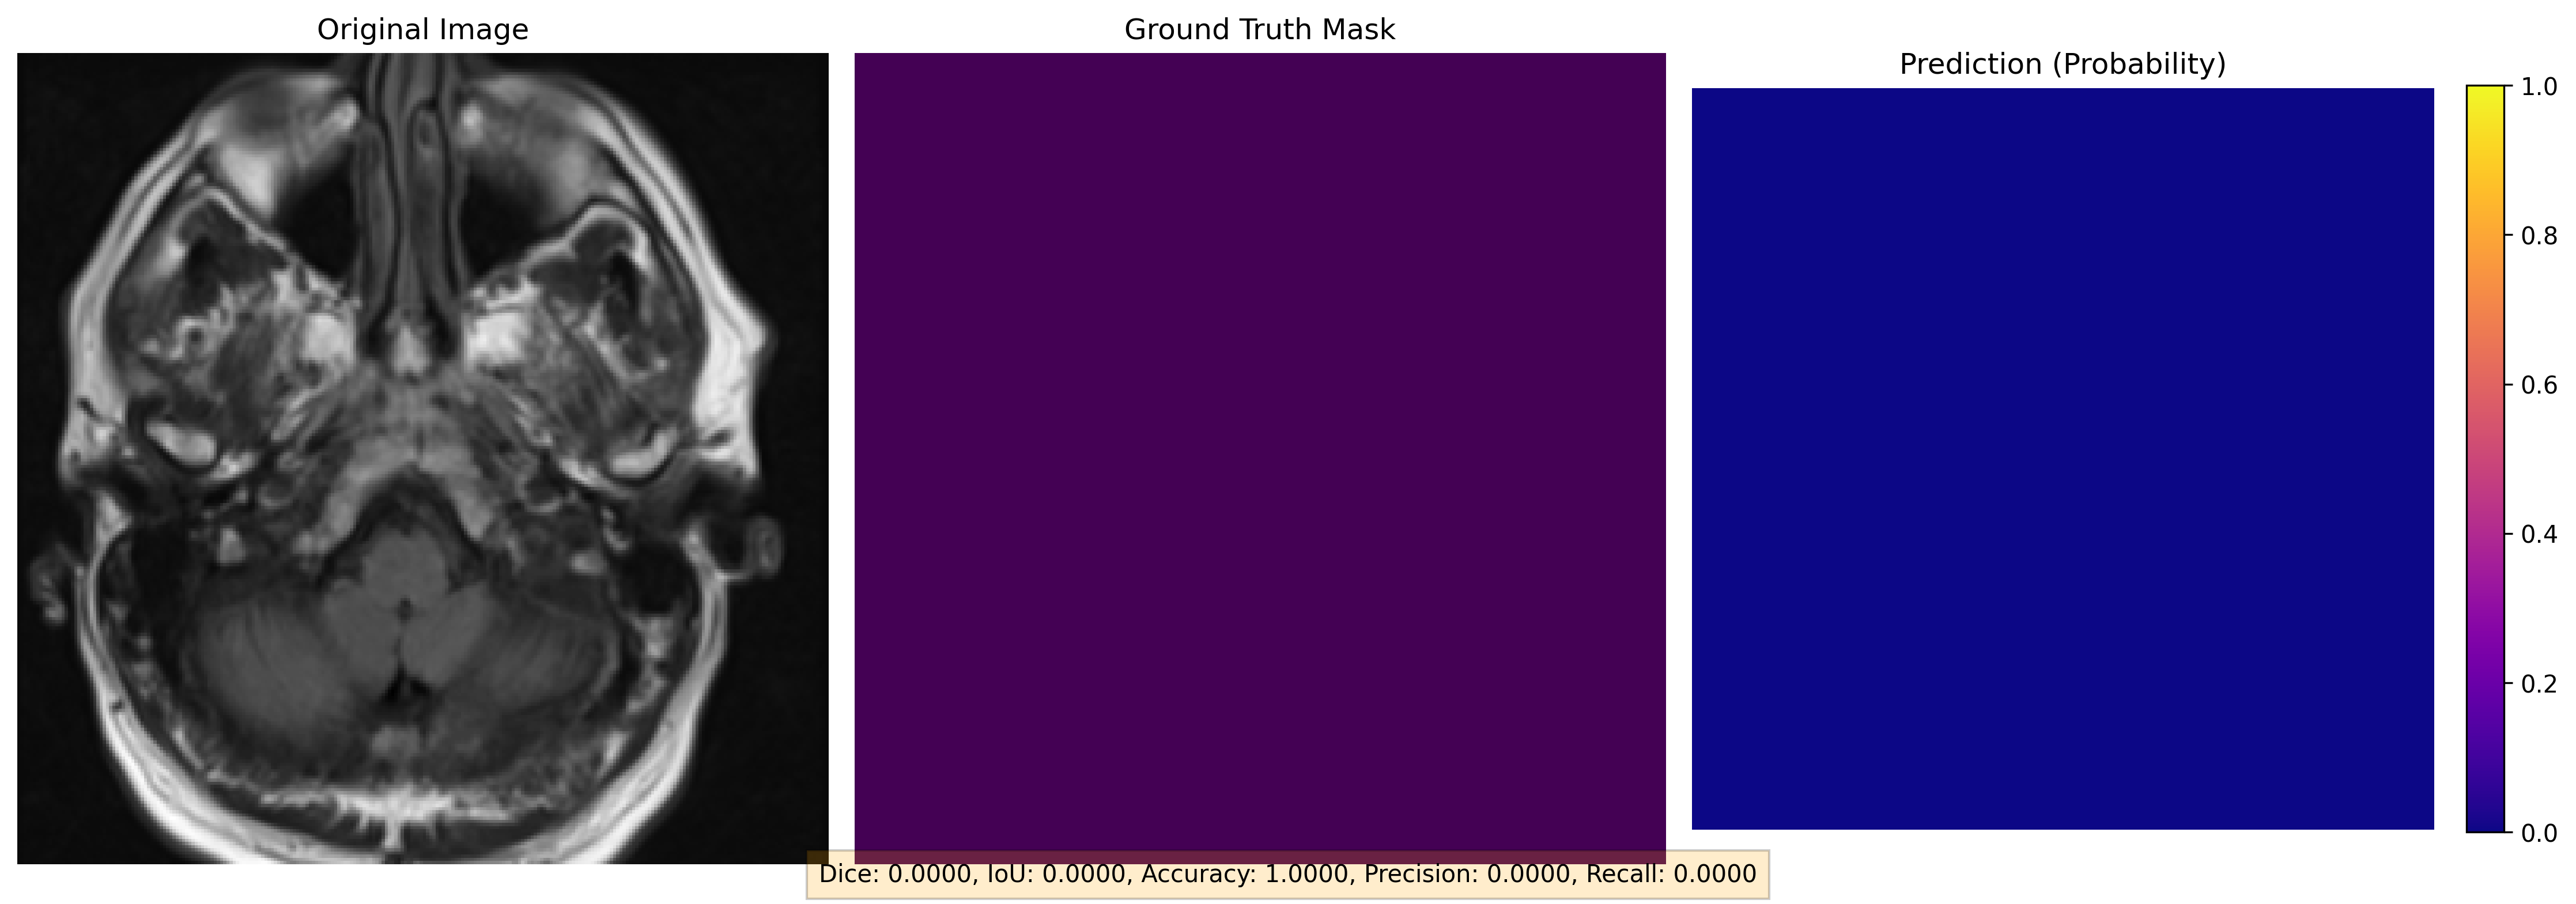 Original Image
Ground Truth Mask
Prediction (Probability)
1.0
0.8
0.6
0.4
0.2
0.0
Dice: 0.0000, IoU: 0.0000, Accuracy: 1.0000, Precision: 0.0000, Recall: 0.0000